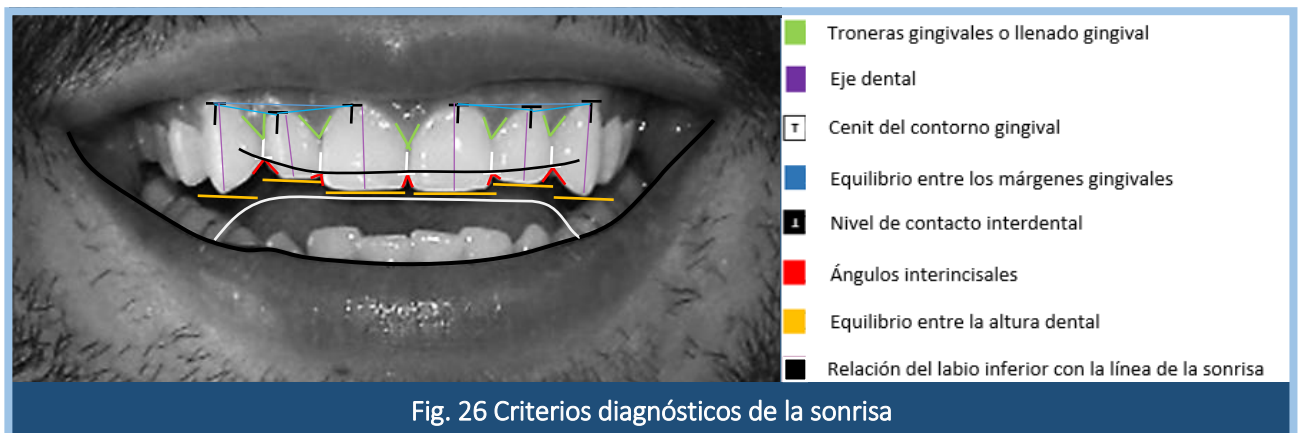 Troneras gingivales o llenado gingival
Eje dental
T Cenit del contorno gingival
Equilibrio entre los márgenes gingivales
Nivel de contacto interdental
Ángulos interincisales
Equilibrio entre la altura dental
Relación del labio inferior con la línea de la sonrisa
Fig. 26 Criterios diagnósticos de la sonrisa